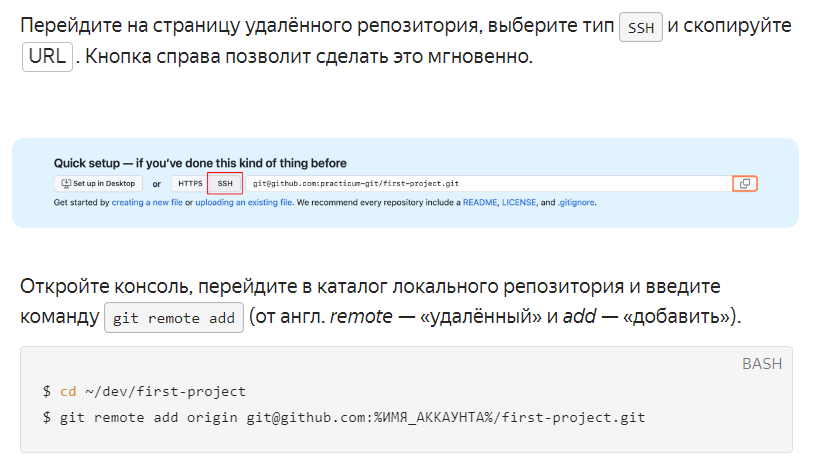 Перейдите на страницу удалённого репозитория, выберите тип SSH и скопируйте
URL . Кнопка справа позволит сделать это мгновенно.
Quick setup — if you’ve done this kind of thing before
Set up in Desktop or HTTPS SSH git@github.com:practicum-git/first-project.git
Get started by creating a new file or uploading an existing file. We recommend every repository include a README, LICENSE, and .gitignore.
Откройте консоль, перейдите в каталог локального репозитория и введите
команду git remote add (от англ. remote — «удалённый» и add — «добавить»).
BASH
$ cd ~/dev/first-project
$ git remote add origin git@github.com:%ИМЯ_АККАУНТА%/first-project.git